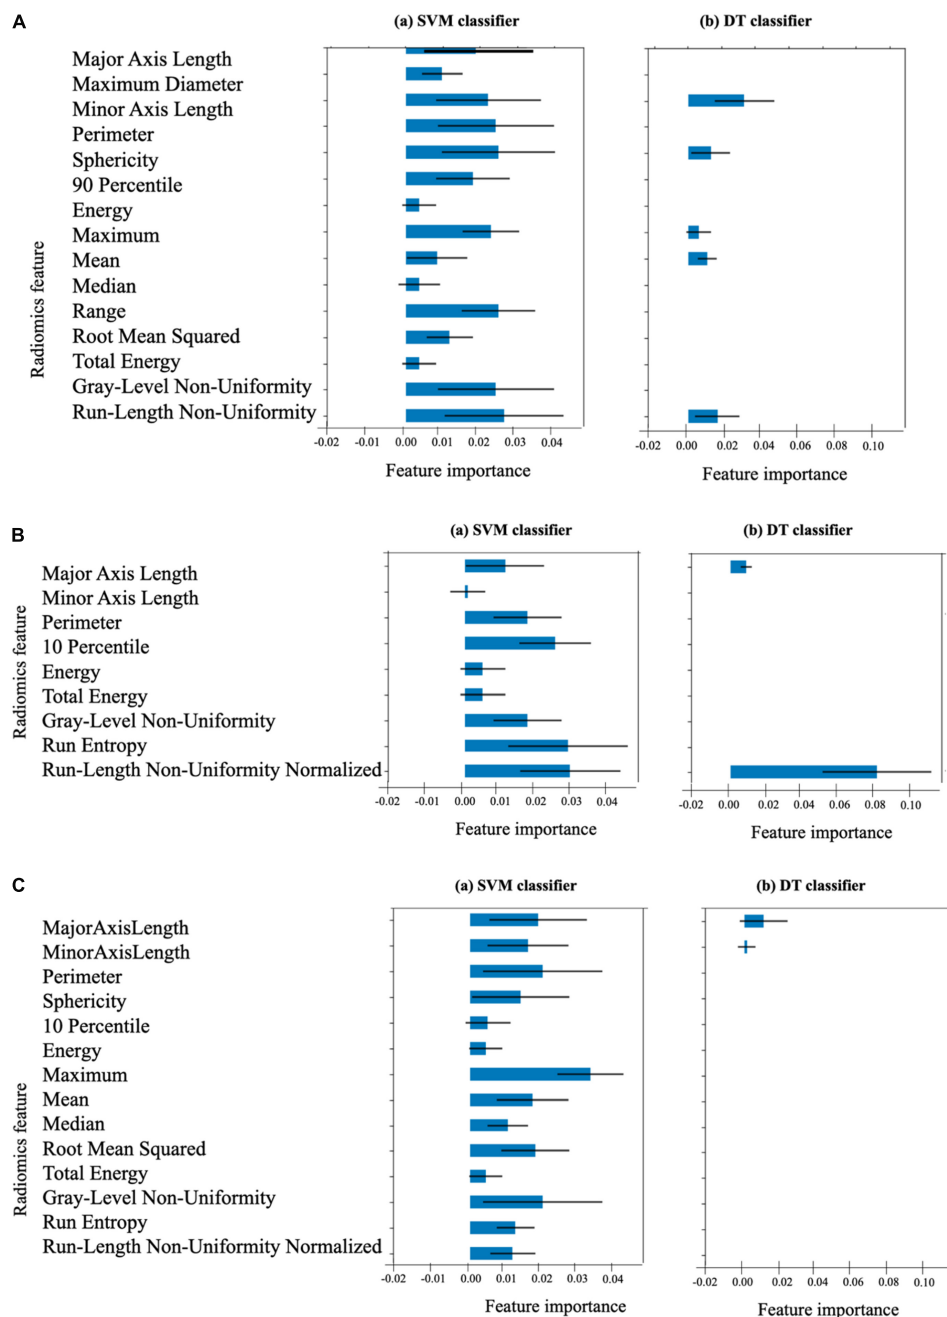 A
(a) SVM classifier
(b) DT classifier
Radiomics feature
Major Axis Length
Maximum Diameter
Minor Axis Length
Perimeter
Sphericity
90 Percentile
Energy
Maximum
Mean
Median
Range
Root Mean Squared
Total Energy
Gray-Level Non-Uniformity
Run-Length Non-Uniformity
-0.02 -0.01 0.00 0.01 0.02 0.03 0.04
-0.02 0.00 0.02 0.04 0.06 0.08 0.10
Feature importance
Feature importance
B
(a) SVM classifier
(b) DT classifier
Radiomics feature
Major Axis Length
Minor Axis Length
Perimeter
10 Percentile
Energy
Total Energy
Gray-Level Non-Uniformity
Run Entropy
Run-Length Non-Uniformity Normalized
-0.02 -0.01 0.00 0.01 0.02 0.03 0.04
-0.02 0.00 0.02 0.04 0.06 0.08 0.10
Feature importance
Feature importance
C
(a) SVM classifier
(b) DT classifier
Radiomics feature
MajorAxisLength
MinorAxisLength
Perimeter
Sphericity
10 Percentile
Energy
Maximum
Mean
Median
Root Mean Squared
Total Energy
Gray-Level Non-Uniformity
Run Entropy
Run-Length Non-Uniformity Normalized
-0.02 -0.01 0.00 0.01 0.02 0.03 0.04
-0.02 0.00 0.02 0.04 0.06 0.08 0.10
Feature importance
Feature importance